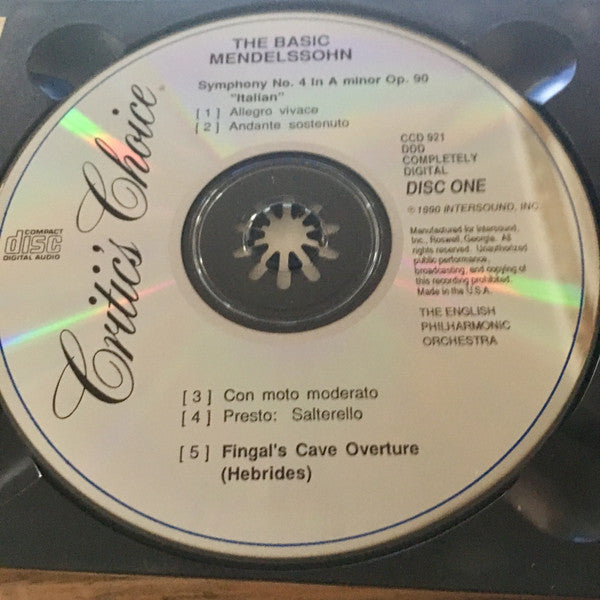 THE BASIC
MENDELSSOHN
Symphony No. 4 in A minor Op. 90
"Italian"
[ 1 ] Allegro vivace
[ 2 ] Andante sostenuto
Critic's Choice
COMPACT
disc
DIGITAL AUDIO
CCD 921
DDD
COMPLETELY
DIGITAL
DISC ONE
© 1990 INTERSOUND, INC.
Manufactured for Intersound,
Inc., Roswell, Georgia. All
rights reserved. Unauthorized
public performance,
broadcasting, and copying of
this recording prohibited.
Made in the U.S.A.
THE ENGLISH
PHILHARMONIC
ORCHESTRA
[ 3 ] Con moto moderato
[ 4 ] Presto: Salterello
[ 5 ] Fingal's Cave Overture
(Hebrides)